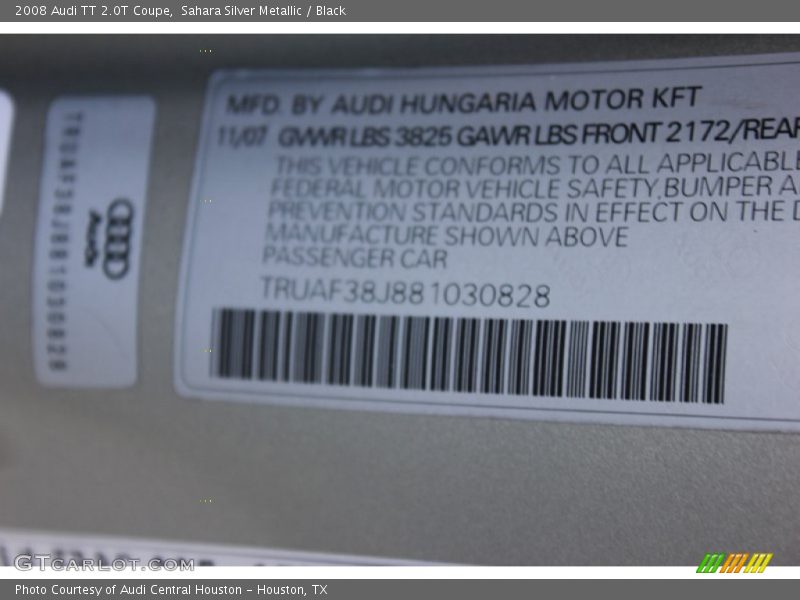 2008 Audi TT 2.0T Coupe, Sahara Silver Metallic / Black
MFD. BY AUDI HUNGARIA MOTOR KFT
11/07 GVWR LBS 3825 GAWR LBS FRONT 2172/REAR
THIS VEHICLE CONFORMS TO ALL APPLICABLE
FEDERAL MOTOR VEHICLE SAFETY, BUMPER A
PREVENTION STANDARDS IN EFFECT ON THE D
MANUFACTURE SHOWN ABOVE
PASSENGER CAR
TRUAF38J881030828
TRUAF38J881030828
Audi
GTCARLOT.COM
Photo Courtesy of Audi Central Houston - Houston, TX